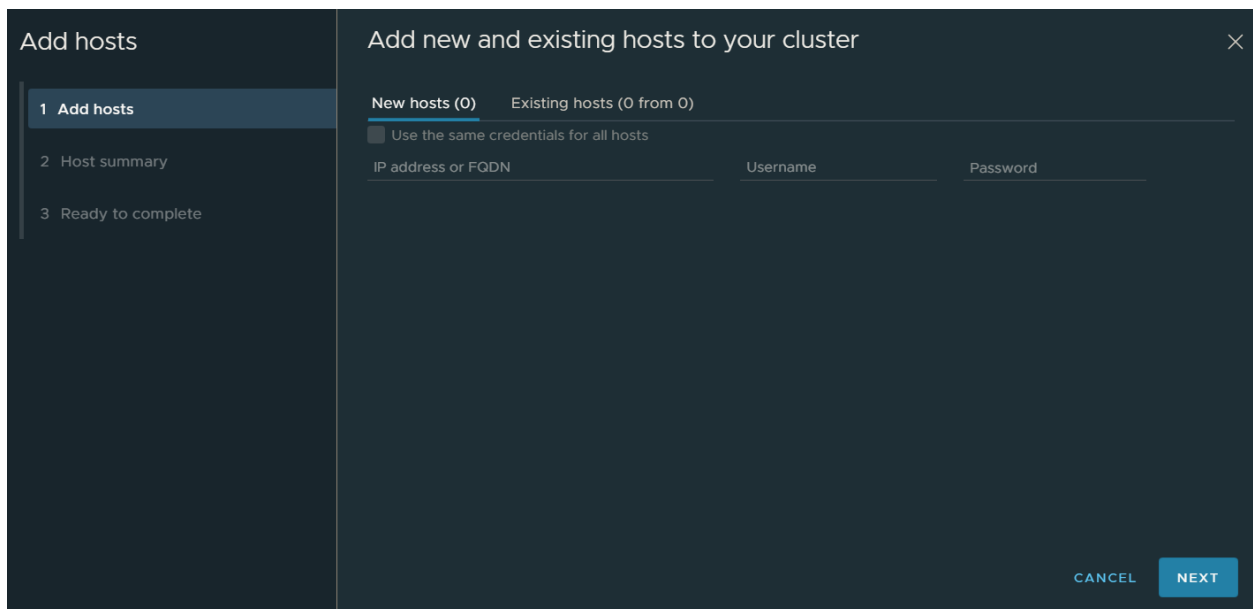 Add hosts
1 Add hosts
2 Host summary
3 Ready to complete
Add new and existing hosts to your cluster
New hosts (0) Existing hosts (0 from 0)
Use the same credentials for all hosts
IP address or FQDN Username Password
CANCEL NEXT